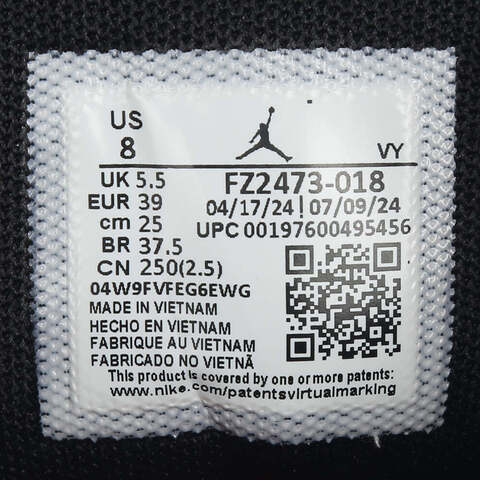 US
8
VY
UK 5.5
EUR 39
cm 25
BR 37.5
CN 250(2.5)
FZ2473-018
04/17/24 | 07/09/24
UPC 00197600495456
04W9FVFEG6EWG
MADE IN VIETNAM
HECHO EN VIETNAM
FABRIQUE AU VIETNAM
FABRICADO NO VIETNÃ
This product is covered by one or more patents:
www.nike.com/patentsvirtualmarking